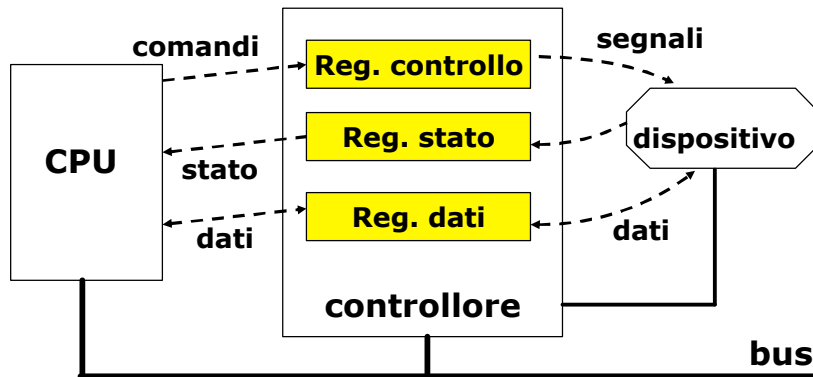 comandi
Reg. controllo
segnali
CPU
stato
Reg. stato
dispositivo
dati
Reg. dati
dati
controllore
bus